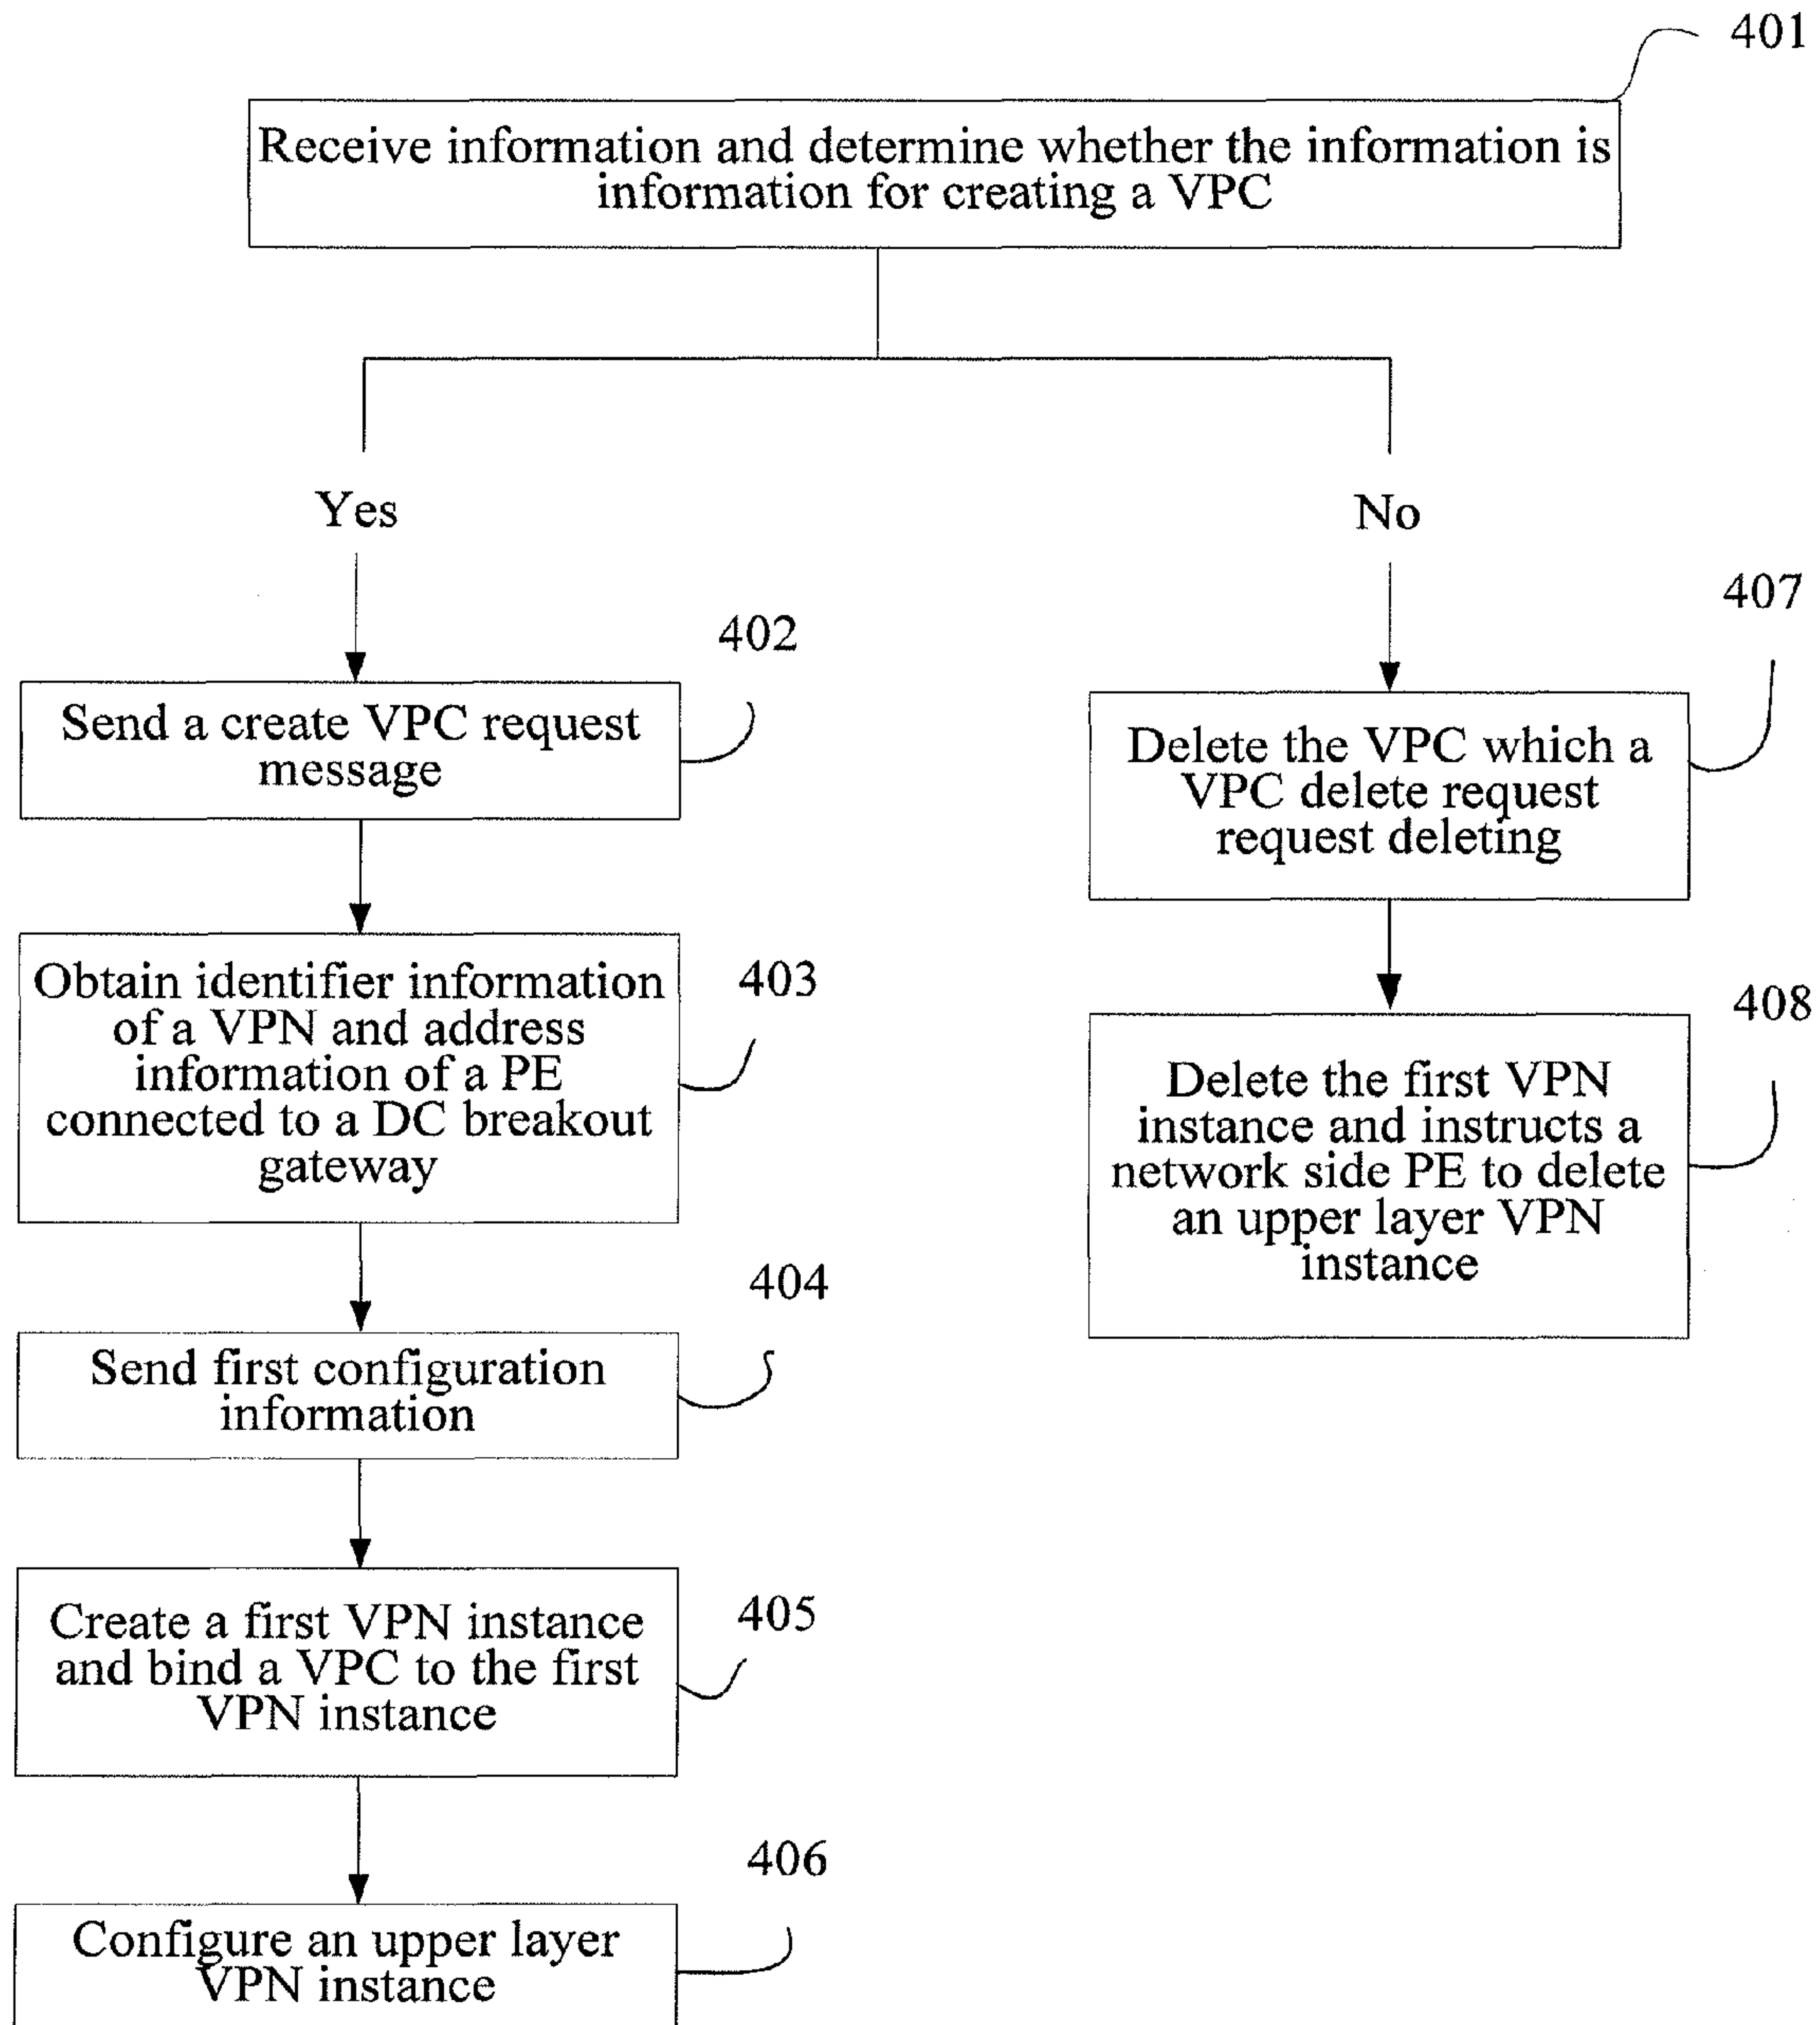 401
Receive information and determine whether the information is
information for creating a VPC
Yes
No
402
Send a create VPC request
message
403
Obtain identifier information
of a VPN and address
information of a PE
connected to a DC breakout
gateway
404
Send first configuration
information
405
Create a first VPN instance
and bind a VPC to the first
VPN instance
406
Configure an upper layer
VPN instance
407
Delete the VPC which a
VPC delete request
request deleting
408
Delete the first VPN
instance and instructs a
network side PE to delete
an upper layer VPN
instance